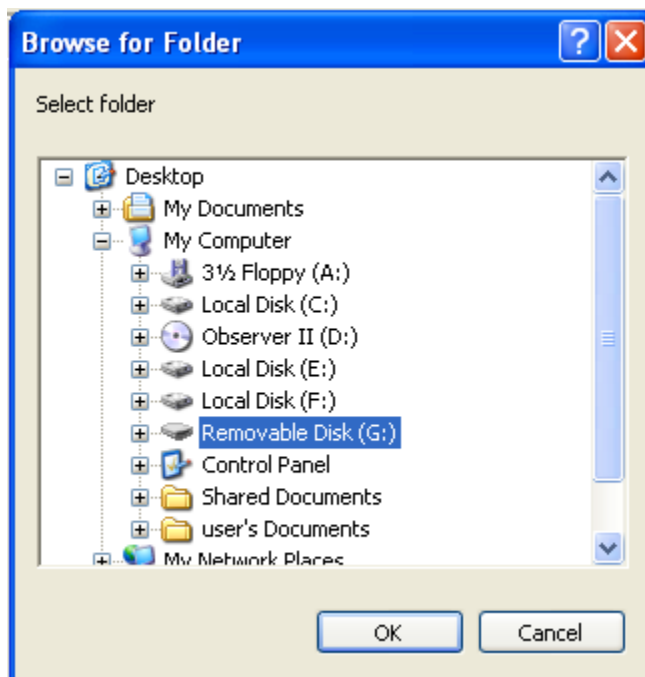 Browse for Folder
Select folder
Desktop
My Documents
My Computer
3½ Floppy (A:)
Local Disk (C:)
Observer II (D:)
Local Disk (E:)
Local Disk (F:)
Removable Disk (G:)
Control Panel
Shared Documents
user's Documents
My Network Places
OK Cancel